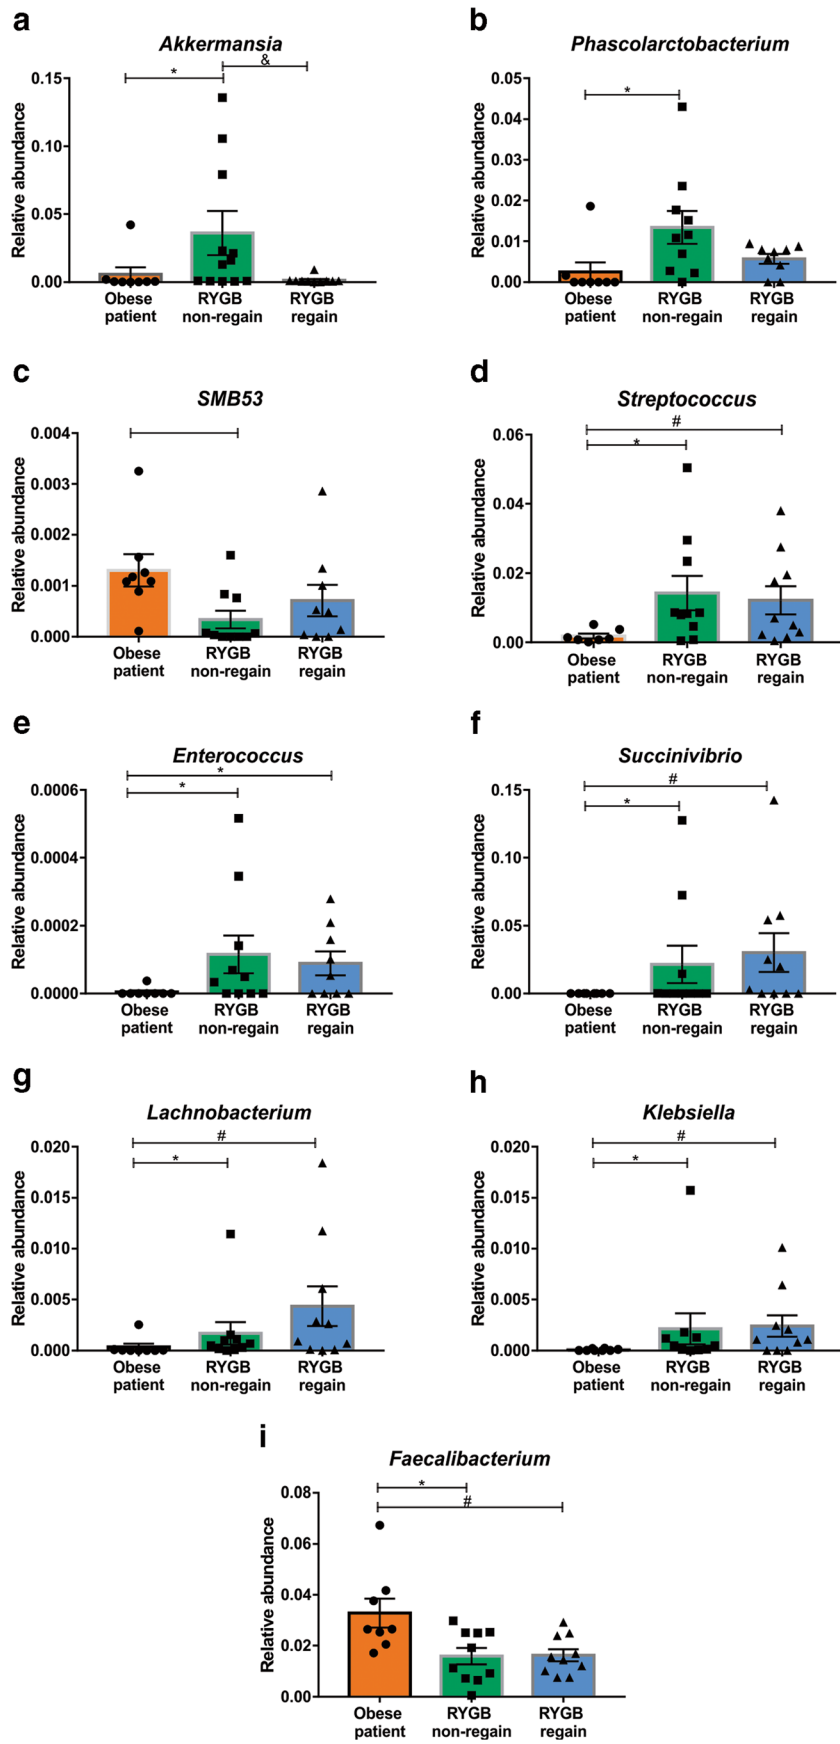 a
Akkermansia
*
&
Relative abundance
0.15
0.10
0.05
0.00
Obese
patient
RYGB
non-regain
RYGB
regain
b
Phascolarctobacterium
*
Relative abundance
0.05
0.04
0.03
0.02
0.01
0.00
Obese
patient
RYGB
non-regain
RYGB
regain
c
SMB53
Relative abundance
0.004
0.003
0.002
0.001
0.000
Obese
patient
RYGB
non-regain
RYGB
regain
d
Streptococcus
#
*
Relative abundance
0.06
0.04
0.02
0.00
Obese
patient
RYGB
non-regain
RYGB
regain
e
Enterococcus
*
*
Relative abundance
0.0006
0.0004
0.0002
0.0000
Obese
patient
RYGB
non-regain
RYGB
regain
f
Succinivibrio
#
*
Relative abundance
0.15
0.10
0.05
0.00
Obese
patient
RYGB
non-regain
RYGB
regain
g
Lachnobacterium
#
*
Relative abundance
0.020
0.015
0.010
0.005
0.000
Obese
patient
RYGB
non-regain
RYGB
regain
h
Klebsiella
#
*
Relative abundance
0.020
0.015
0.010
0.005
0.000
Obese
patient
RYGB
non-regain
RYGB
regain
i
Faecalibacterium
*
#
Relative abundance
0.08
0.06
0.04
0.02
0.00
Obese
patient
RYGB
non-regain
RYGB
regain